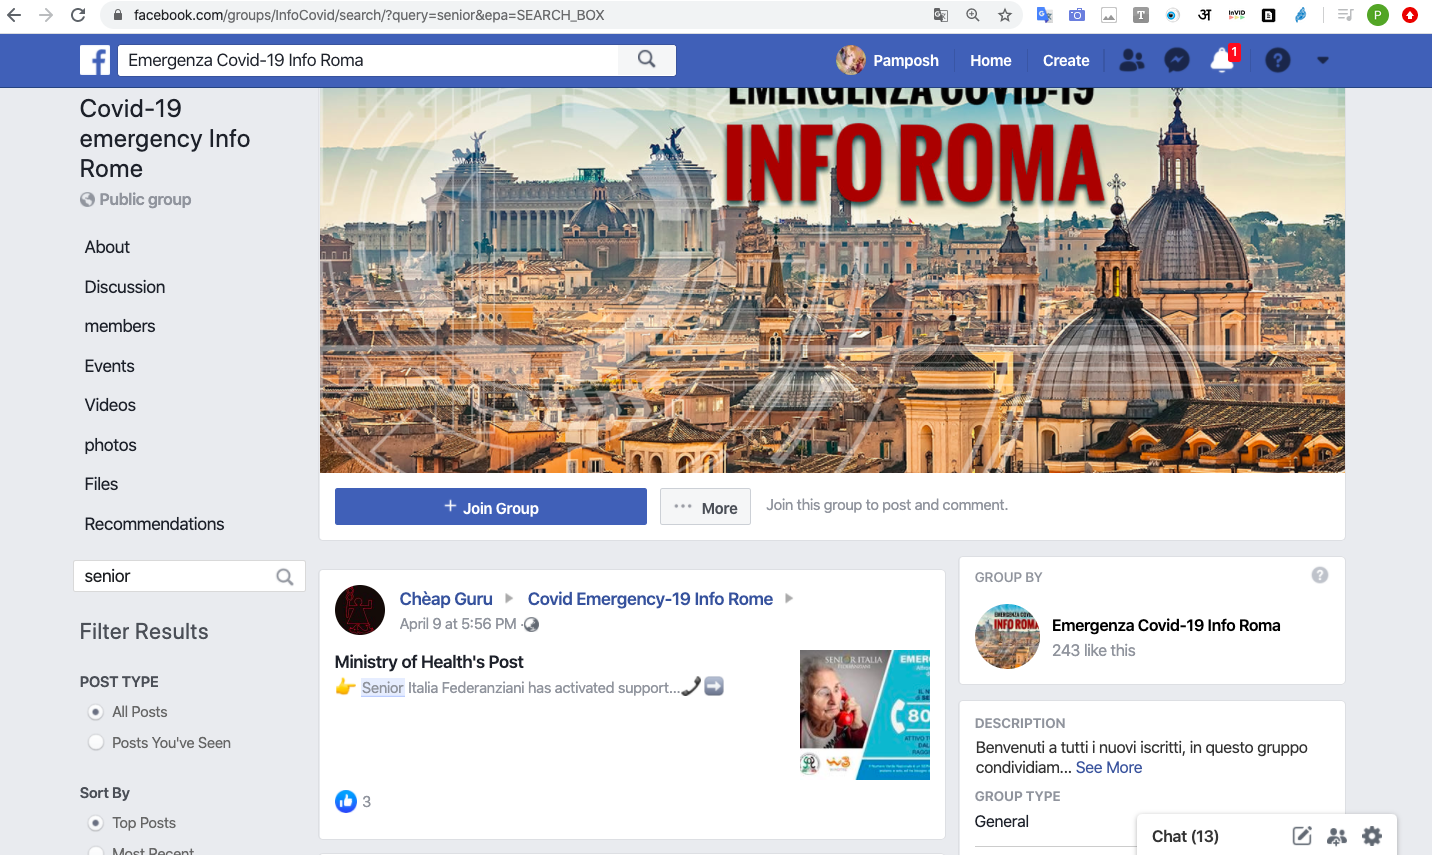 facebook.com/groups/InfoCovid/search/?query=senior&epa=SEARCH_BOX
Emergenza Covid-19 Info Roma
Pamposh
Home
Create
1
Covid-19
emergency Info
Rome
Public group
About
Discussion
members
Events
Videos
photos
Files
Recommendations
senior
Filter Results
POST TYPE
All Posts
Posts You've Seen
Sort By
Top Posts
Most Recent
EMERGENZA COVID-19
INFO ROMA
+ Join Group
··· More
Join this group to post and comment.
Chèap Guru ▸ Covid Emergency-19 Info Rome ▸
April 9 at 5:56 PM ·
Ministry of Health's Post
👉 Senior Italia Federanziani has activated support...📞➡️
SENIOR ITALIA
FEDERANZIANI
EMER
80
3
GROUP BY
?
EMERGENZA COVI
INFO ROMA
Emergenza Covid-19 Info Roma
243 like this
DESCRIPTION
Benvenuti a tutti i nuovi iscritti, in questo gruppo
condividiam... See More
GROUP TYPE
General
Chat (13)